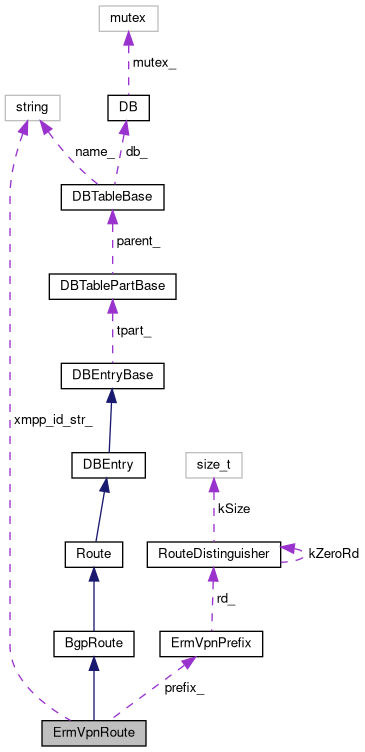 mutex
mutex_
string
DB
name_
db_
DBTableBase
parent_
DBTablePartBase
tpart_
DBEntryBase
xmpp_id_str_
DBEntry
size_t
kSize
Route
RouteDistinguisher
kZeroRd
rd_
BgpRoute
ErmVpnPrefix
prefix_
ErmVpnRoute